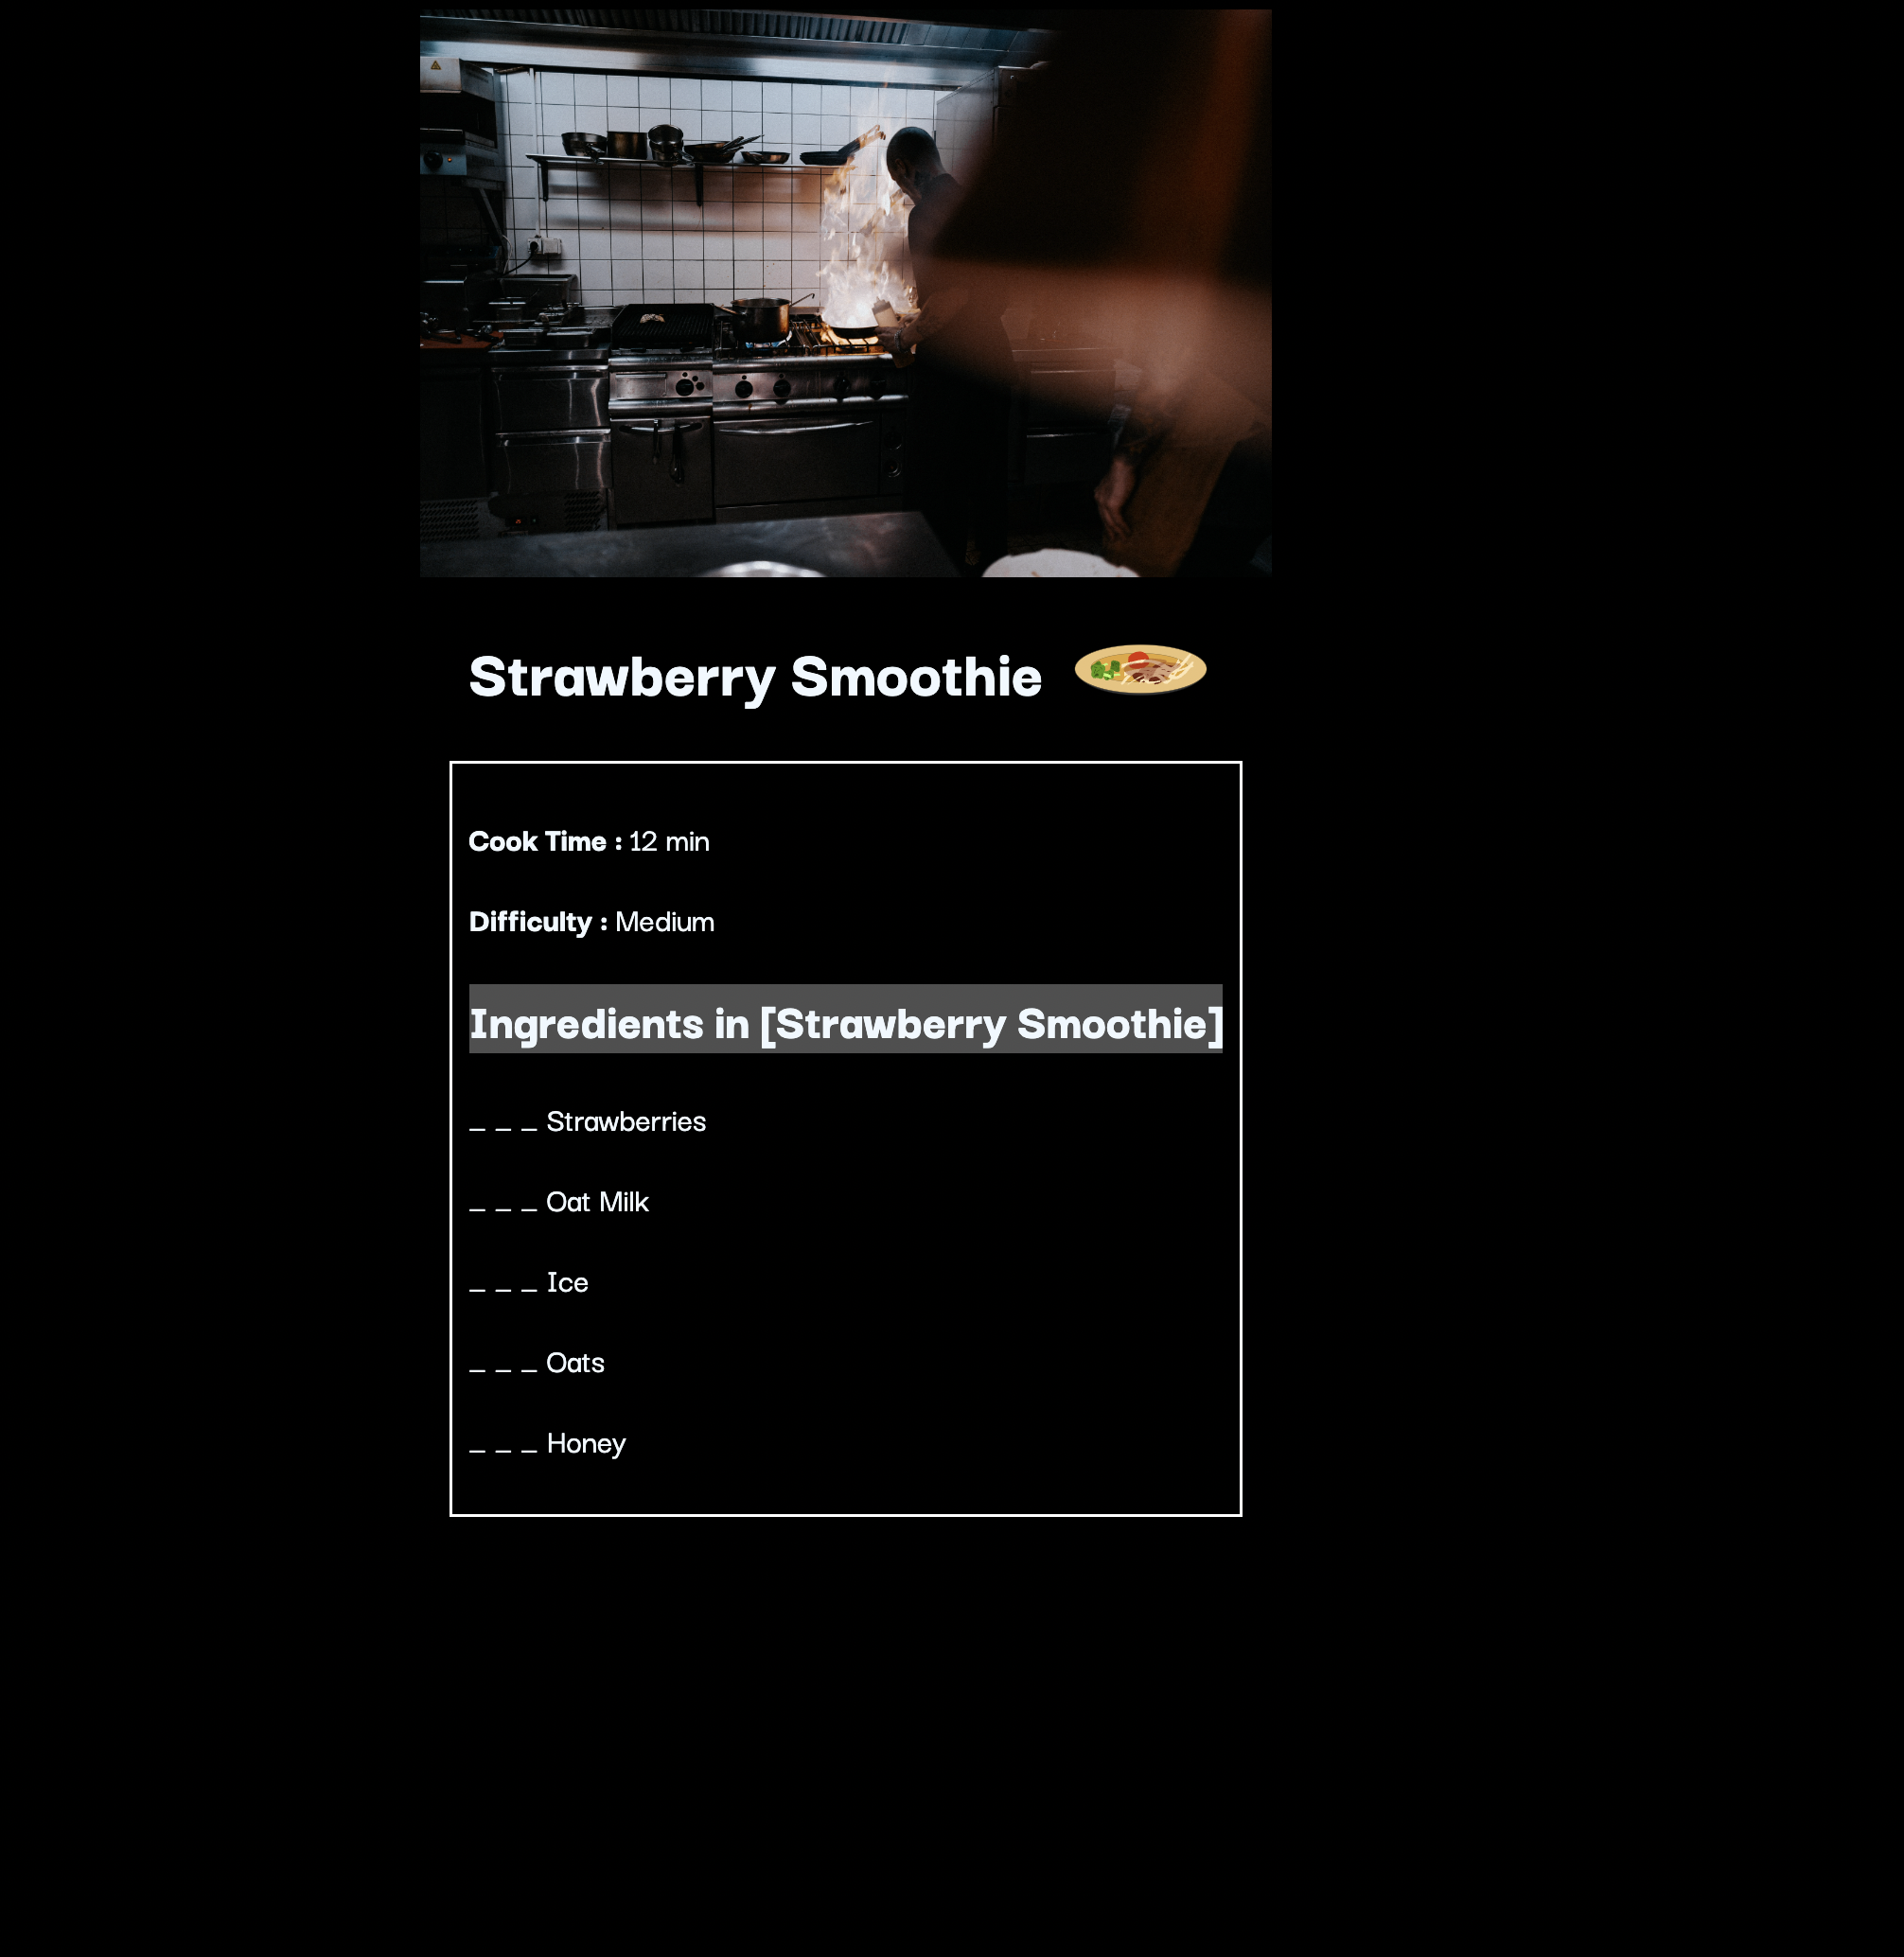 Strawberry Smoothie
Cook Time : 12 min
Difficulty : Medium
Ingredients in [Strawberry Smoothie]
_ _ _ Strawberries
_ _ _ Oat Milk
_ _ _ Ice
_ _ _ Oats
_ _ _ Honey